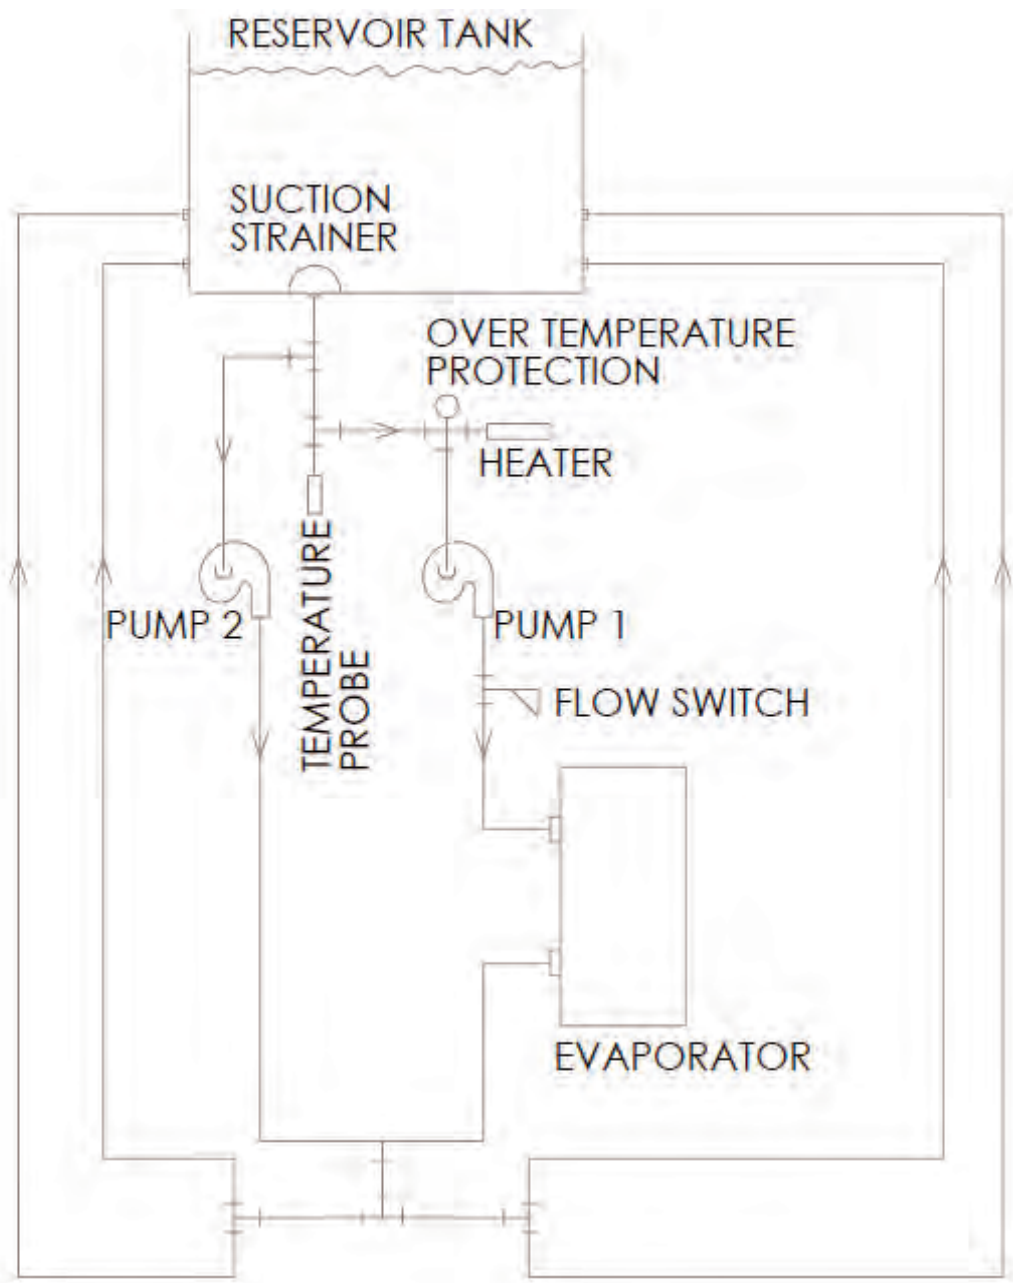 RESERVOIR TANK
SUCTION
STRAINER
OVER TEMPERATURE
PROTECTION
HEATER
TEMPERATURE
PROBE
PUMP 2
PUMP 1
FLOW SWITCH
EVAPORATOR